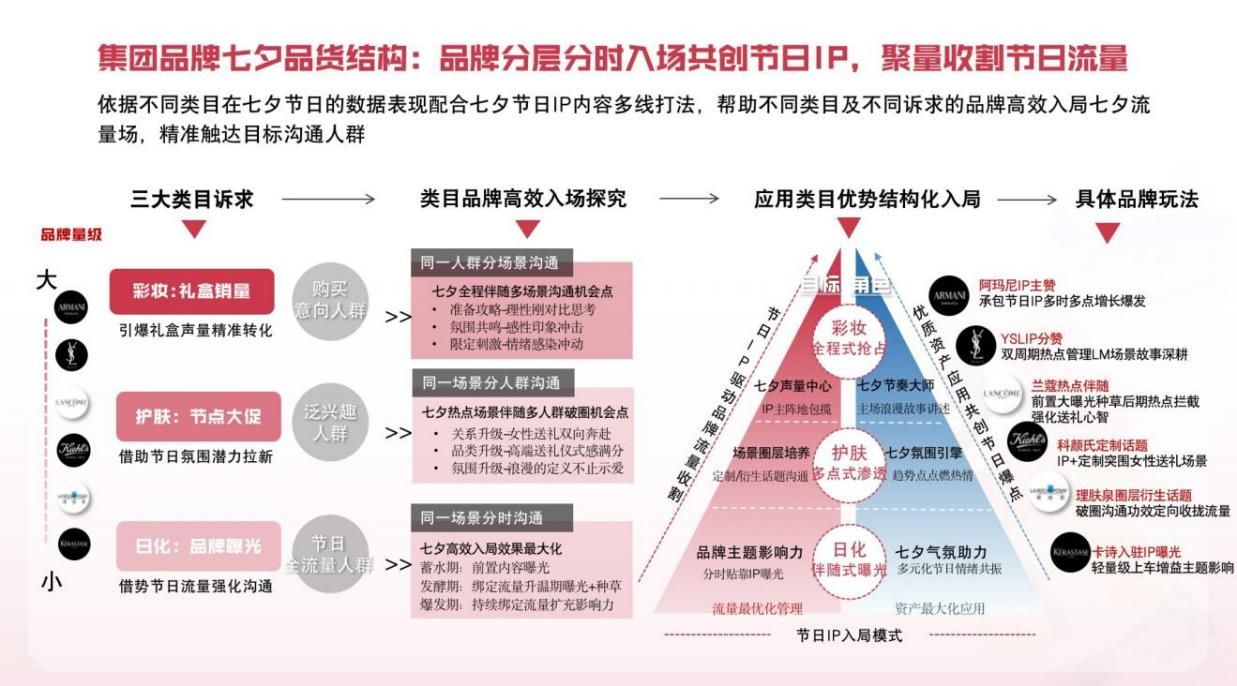 集团品牌七夕品货结构：品牌分层分时入场共创节日IP，聚量收割节日流量
依据不同类目在七夕节日的数据表现配合七夕节日IP内容多线打法，帮助不同类目及不同诉求的品牌高效入局七夕流
量场，精准触达目标沟通人群
三大类目诉求
类目品牌高效入场探究
应用类目优势结构化入局
具体品牌玩法
品牌量级
大
ARMANI
YSL
LANCÔME
Kiehl's
KÉRASTASE
小
彩妆:礼盒销量
引爆礼盒声量精准转化
购买
意向人群
>>
护肤：节点大促
借助节日氛围潜力拉新
泛兴趣
人群
>>
日化：品牌曝光
借势节日流量强化沟通
节日
全流量人群
>>
同一人群分场景沟通
七夕全程伴随多场景沟通机会点
• 准备攻略-理性刚对比思考
• 氛围共鸣-感性印象冲击
• 限定刺激-情绪感染冲动
同一场景分人群沟通
七夕热点场景伴随多人群破圈机会点
• 关系升级-女性送礼双向奔赴
• 品类升级-高端送礼仪式感满分
• 氛围升级-浪漫的定义不止示爱
同一场景分时沟通
七夕高效入局效果最大化
蓄水期：前置内容曝光
发酵期：绑定流量升温期曝光+种草
爆发期：持续绑定流量扩充影响力
节日IP驱动品牌流量收割
目标 角色
彩妆
全程式抢占
七夕声量中心
IP主阵地包揽
七夕节奏大师
主场浪漫故事讲述
护肤
多点式渗透
场景圈层培养
定制/衍生话题沟通
七夕氛围引擎
趋势点点燃热情
日化
伴随式曝光
品牌主题影响力
分时贴靠IP曝光
七夕气氛助力
多元化节日情绪共振
流量最优化管理
资产最大化应用
节日IP入局模式
优质资产应用共创节日爆点
ARMANI
阿玛尼IP主赞
承包节日IP多时多点增长爆发
YSL
YSLIP分赞
双周期热点管理LM场景故事深耕
LANCÔME
兰蔻热点伴随
前置大曝光种草后期热点拦截
强化送礼心智
Kiehl's
科颜氏定制话题
IP+定制突围女性送礼场景
理肤泉圈层衍生话题
破圈沟通功效定向收拢流量
KÉRASTASE
卡诗入驻IP曝光
轻量级上车增益主题影响